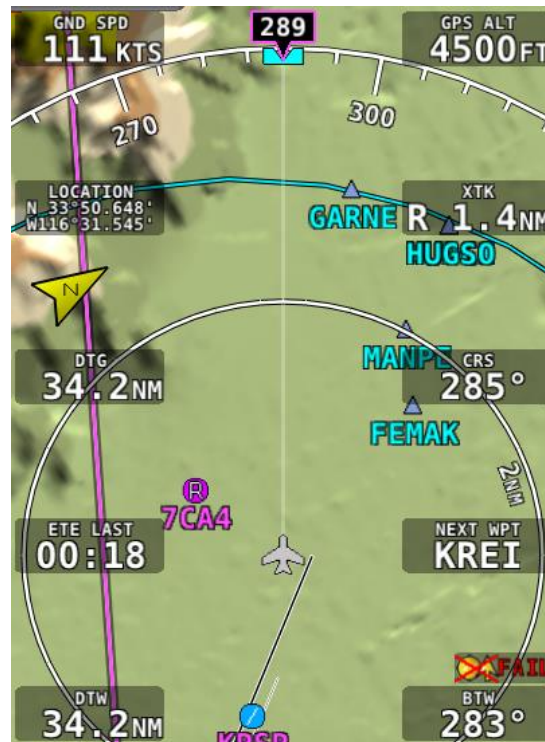 GND SPD
111 KTS
289
GPS ALT
4500FT
270
300
LOCATION
N 33°50.648'
W116°31.545'
GARNE
XTK
R 1.4NM
HUGSO
N
DTG
34.2NM
MANPE
CRS
285°
FEMAK
2NM
R
7CA4
ETE LAST
00:18
NEXT WPT
KREI
FAIL
DTW
34.2NM
KPSP
BTW
283°